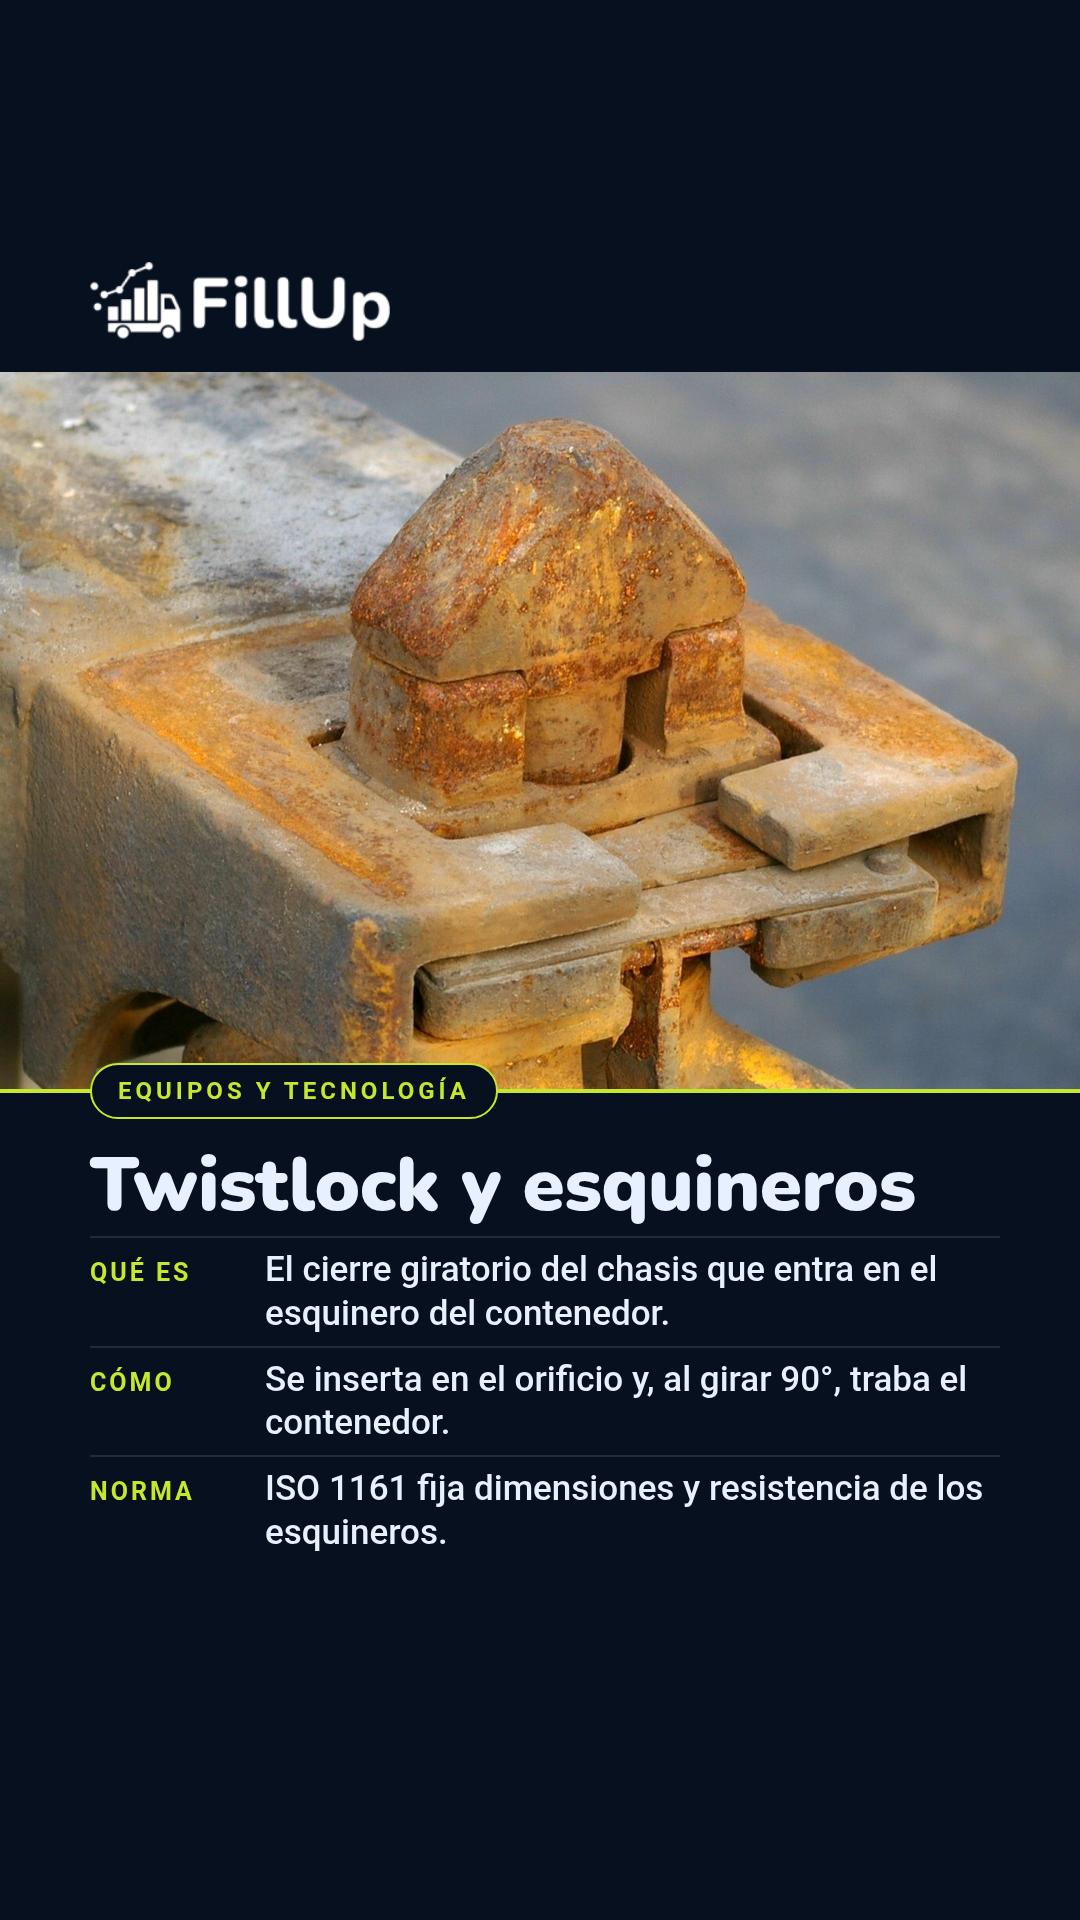 FillUp
EQUIPOS Y TECNOLOGÍA
Twistlock y esquineros
QUÉ ES
El cierre giratorio del chasis que entra en el
esquinero del contenedor.
CÓMO
Se inserta en el orificio y, al girar 90°, traba el
contenedor.
NORMA
ISO 1161 fija dimensiones y resistencia de los
esquineros.